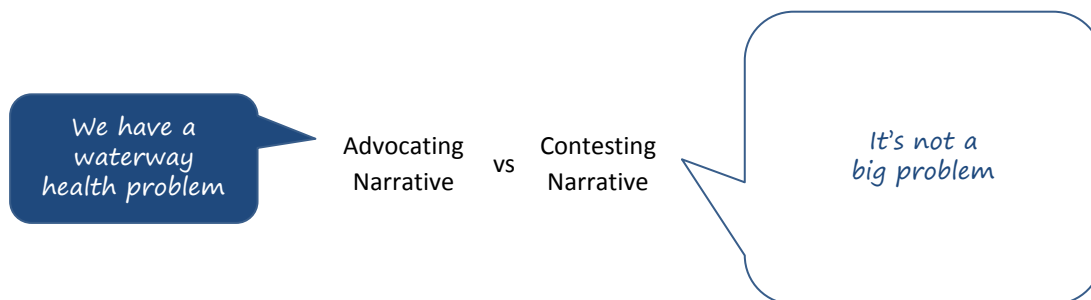 We have a
waterway
health problem
Advocating
Narrative
vs
Contesting
Narrative
It's not a
big problem